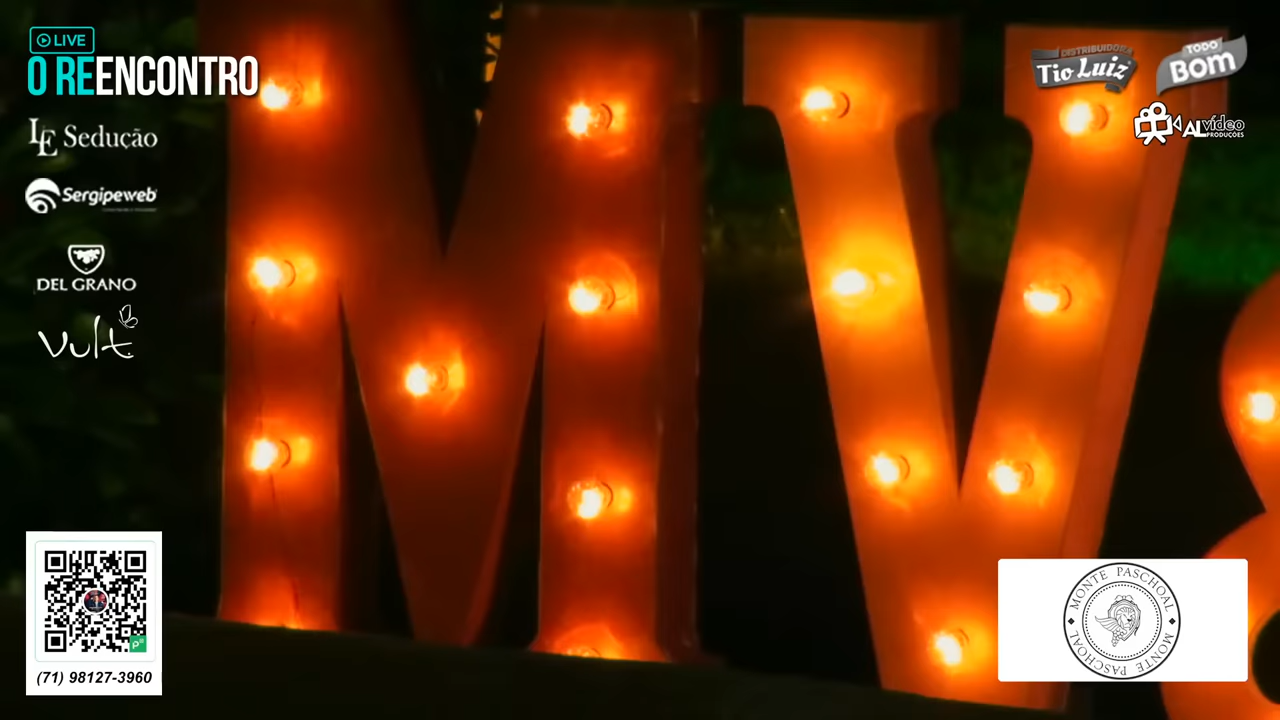 LIVE
O REENCONTRO
LE Sedução
Sergipeweb
DEL GRANO
Vult
DISTRIBUIDORA
Tio Luiz
TODO
BOM
ALvídeo
PRODUÇÕES
MV
(71) 98127-3960
MONTE PASCHOAL
MONTE PASCHOAL